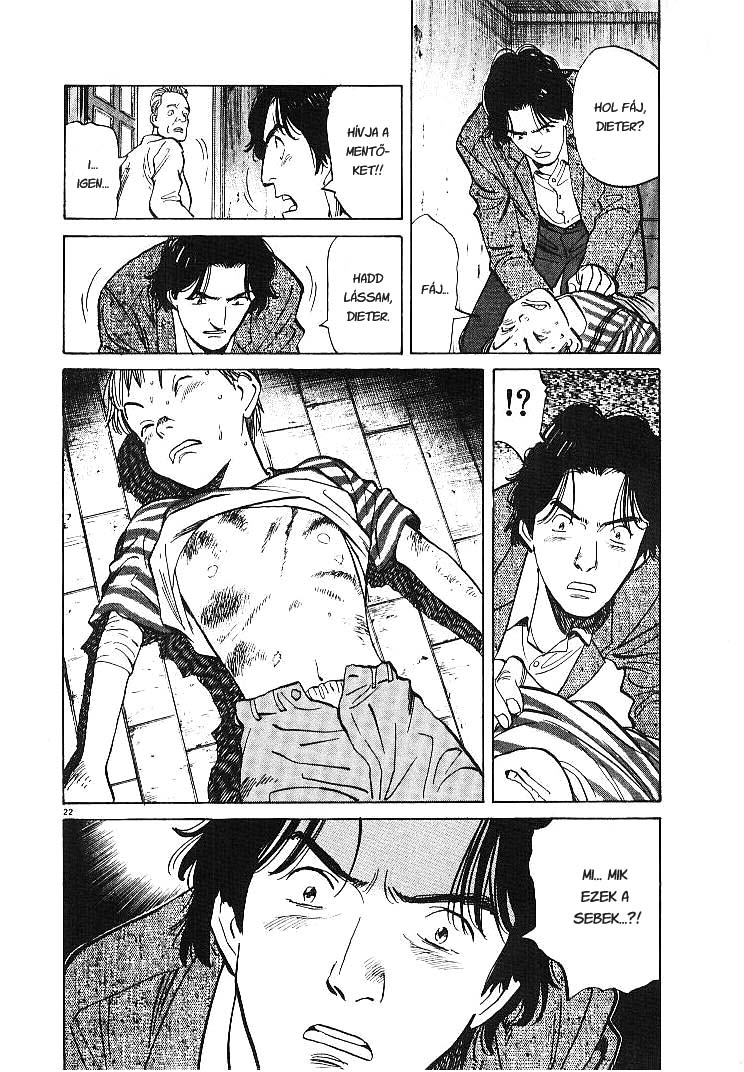 HOL FÁJ,
DIETER?
FÁJ...
HÍVJA A
MENTŐ-
KET!!
I...
IGEN...
HADD
LÁSSAM,
DIETER.
!?
22
MI... MIK
EZEK A
SEBEK...?!